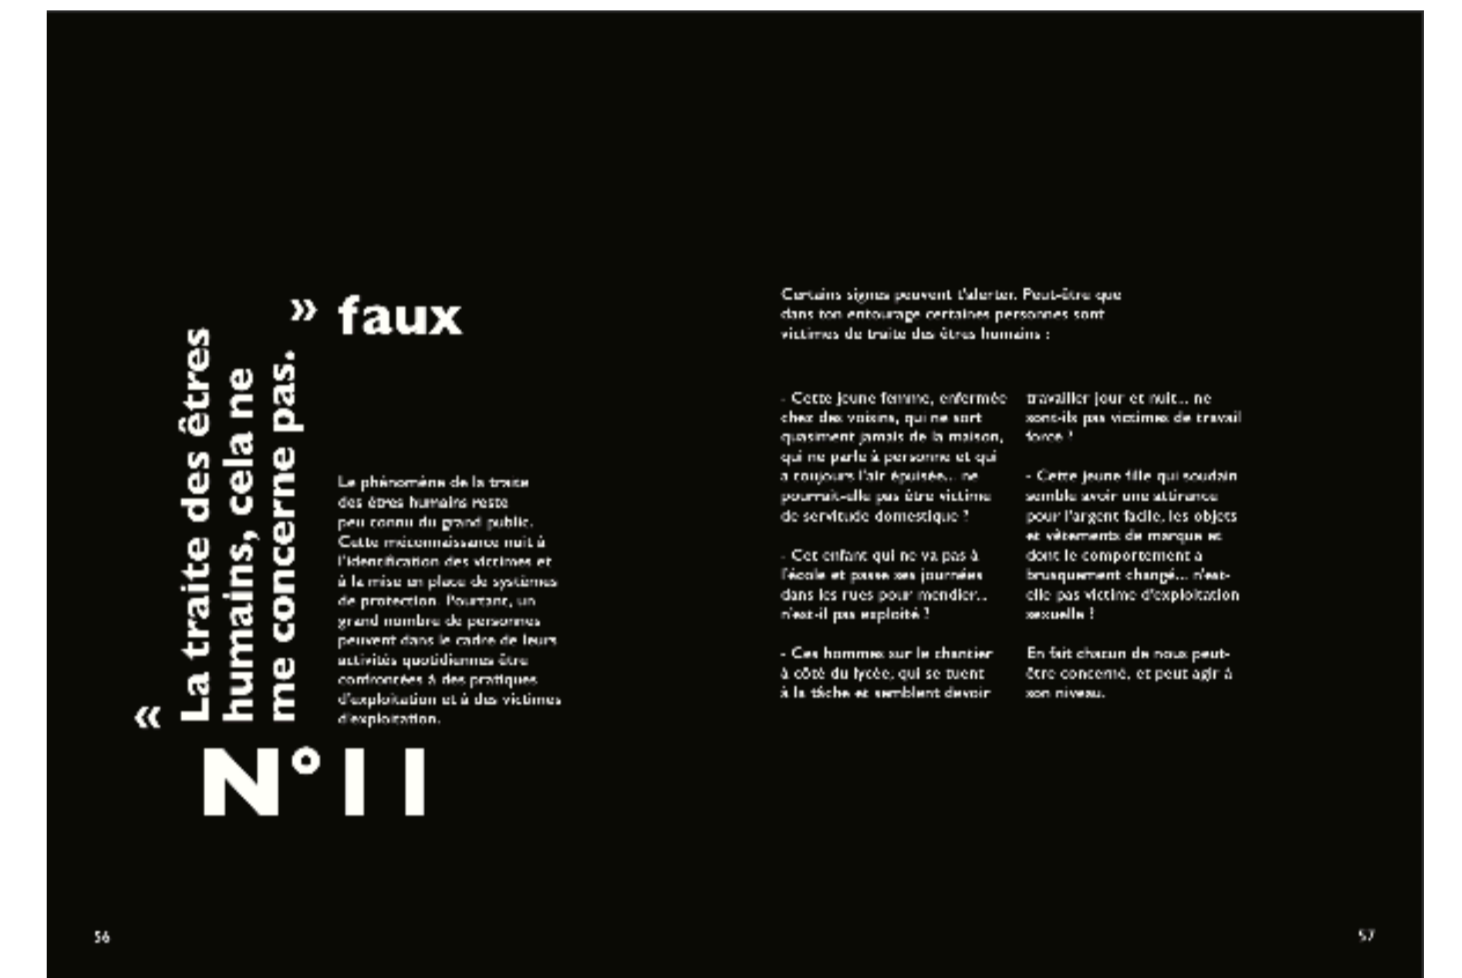 «
La traite des êtres
humains, cela ne
me concerne pas.
»
faux
Le phénomène de la traite
des êtres humains reste
peu connu du grand public.
Cette méconnaissance nuit à
l'identification des victimes et
à la mise en place de systèmes
de protection. Pourtant, un
grand nombre de personnes
peuvent dans le cadre de leurs
activités quotidiennes être
confrontées à des pratiques
d'exploitation et à des victimes
d'exploitation.
N°11
56
Certains signes peuvent t'alerter. Peut-être que
dans ton entourage certaines personnes sont
victimes de traite des êtres humains :
- Cette jeune femme, enfermée
chez des voisins, qui ne sort
quasiment jamais de la maison,
qui ne parle à personne et qui
a toujours l'air épuisée... ne
pourrait-elle pas être victime
de servitude domestique ?
- Cet enfant qui ne va pas à
l'école et passe ses journées
dans les rues pour mendier...
n'est-il pas exploité ?
- Ces hommes sur le chantier
à côté du lycée, qui se tuent
à la tâche et semblent devoir
travailler jour et nuit... ne
sont-ils pas victimes de travail
forcé ?
- Cette jeune fille qui soudain
semble avoir une attirance
pour l'argent facile, les objets
et vêtements de marque et
dont le comportement a
brusquement changé... n'est-
elle pas victime d'exploitation
sexuelle ?
En fait chacun de nous peut-
être concerné, et peut agir à
son niveau.
57